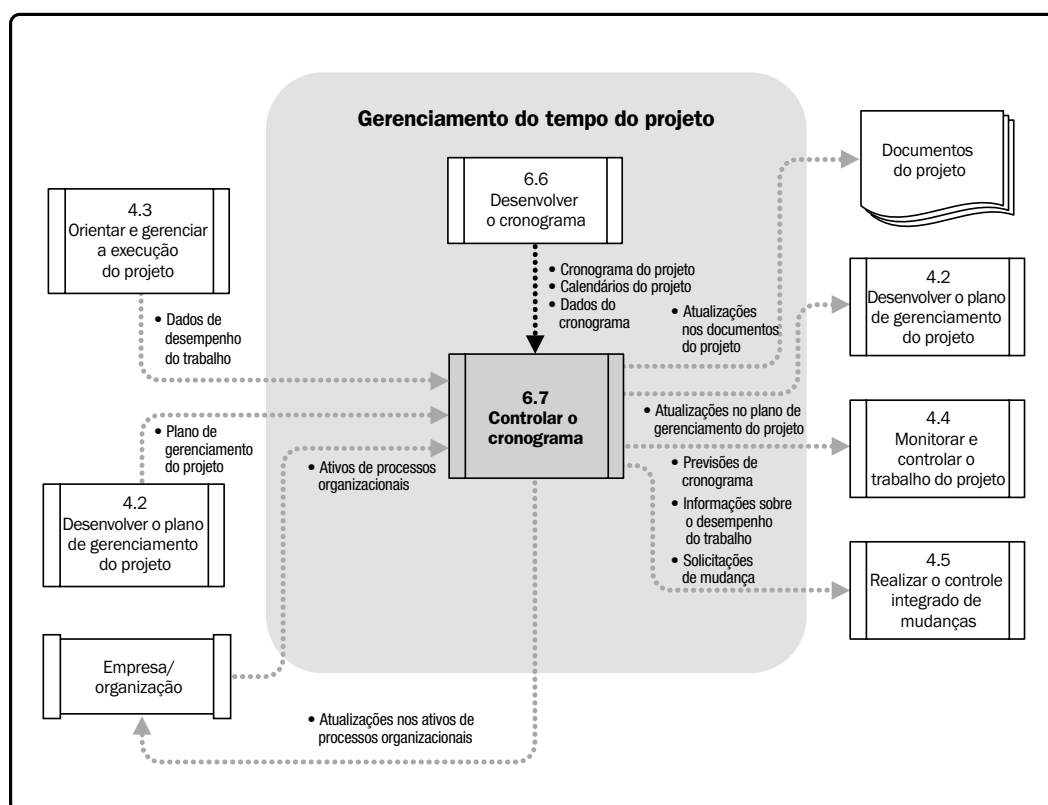 Gerenciamento do tempo do projeto
6.6
Desenvolver
o cronograma
Documentos
do projeto
4.3
Orientar e gerenciar
a execução
do projeto
• Cronograma do projeto
• Calendários do projeto
• Dados do
cronograma
4.2
Desenvolver o plano
de gerenciamento
do projeto
• Dados de
desempenho
do trabalho
• Atualizações
nos documentos
do projeto
6.7
Controlar o
cronograma
• Plano de
gerenciamento
do projeto
• Atualizações no plano de
gerenciamento do projeto
4.4
Monitorar e
controlar o
trabalho do projeto
• Ativos de processos
organizacionais
• Previsões de
cronograma
• Informações sobre
o desempenho
do trabalho
• Solicitações
de mudança
4.2
Desenvolver o plano
de gerenciamento
do projeto
4.5
Realizar o controle
integrado de
mudanças
Empresa/
organização
• Atualizações nos ativos de
processos organizacionais